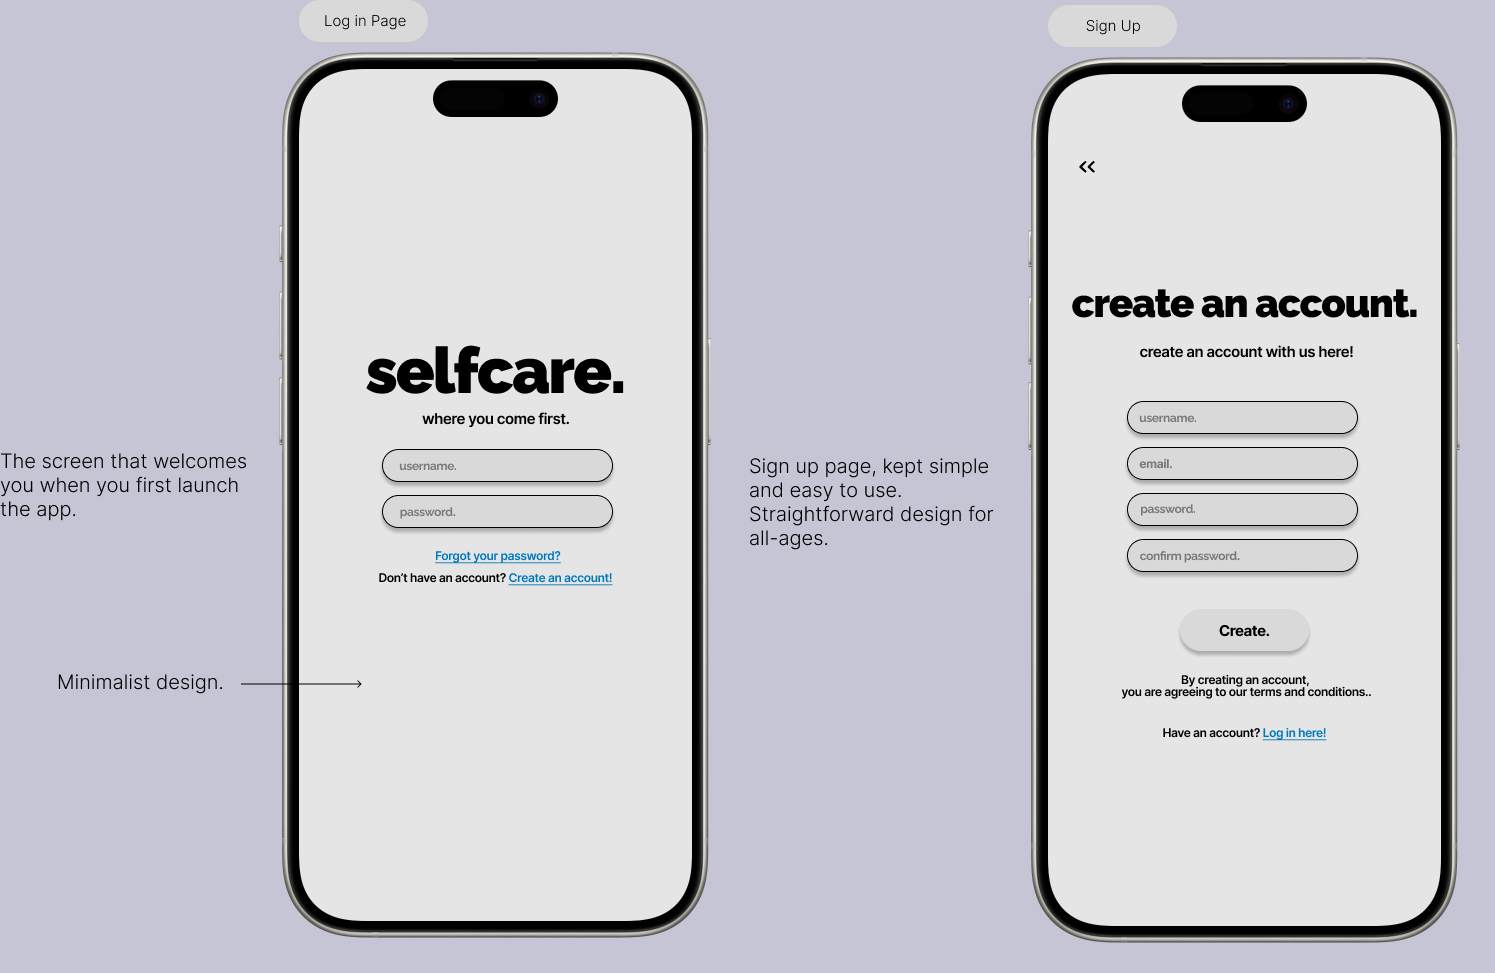 Log in Page
selfcare.
where you come first.
username.
password.
Forgot your password?
Don't have an account? Create an account!
The screen that welcomes
you when you first launch
the app.
Minimalist design.
Sign Up
create an account.
create an account with us here!
username.
email.
password.
confirm password.
Create.
By creating an account,
you are agreeing to our terms and conditions..
Have an account? Log in here!
Sign up page, kept simple
and easy to use.
Straightforward design for
all-ages.